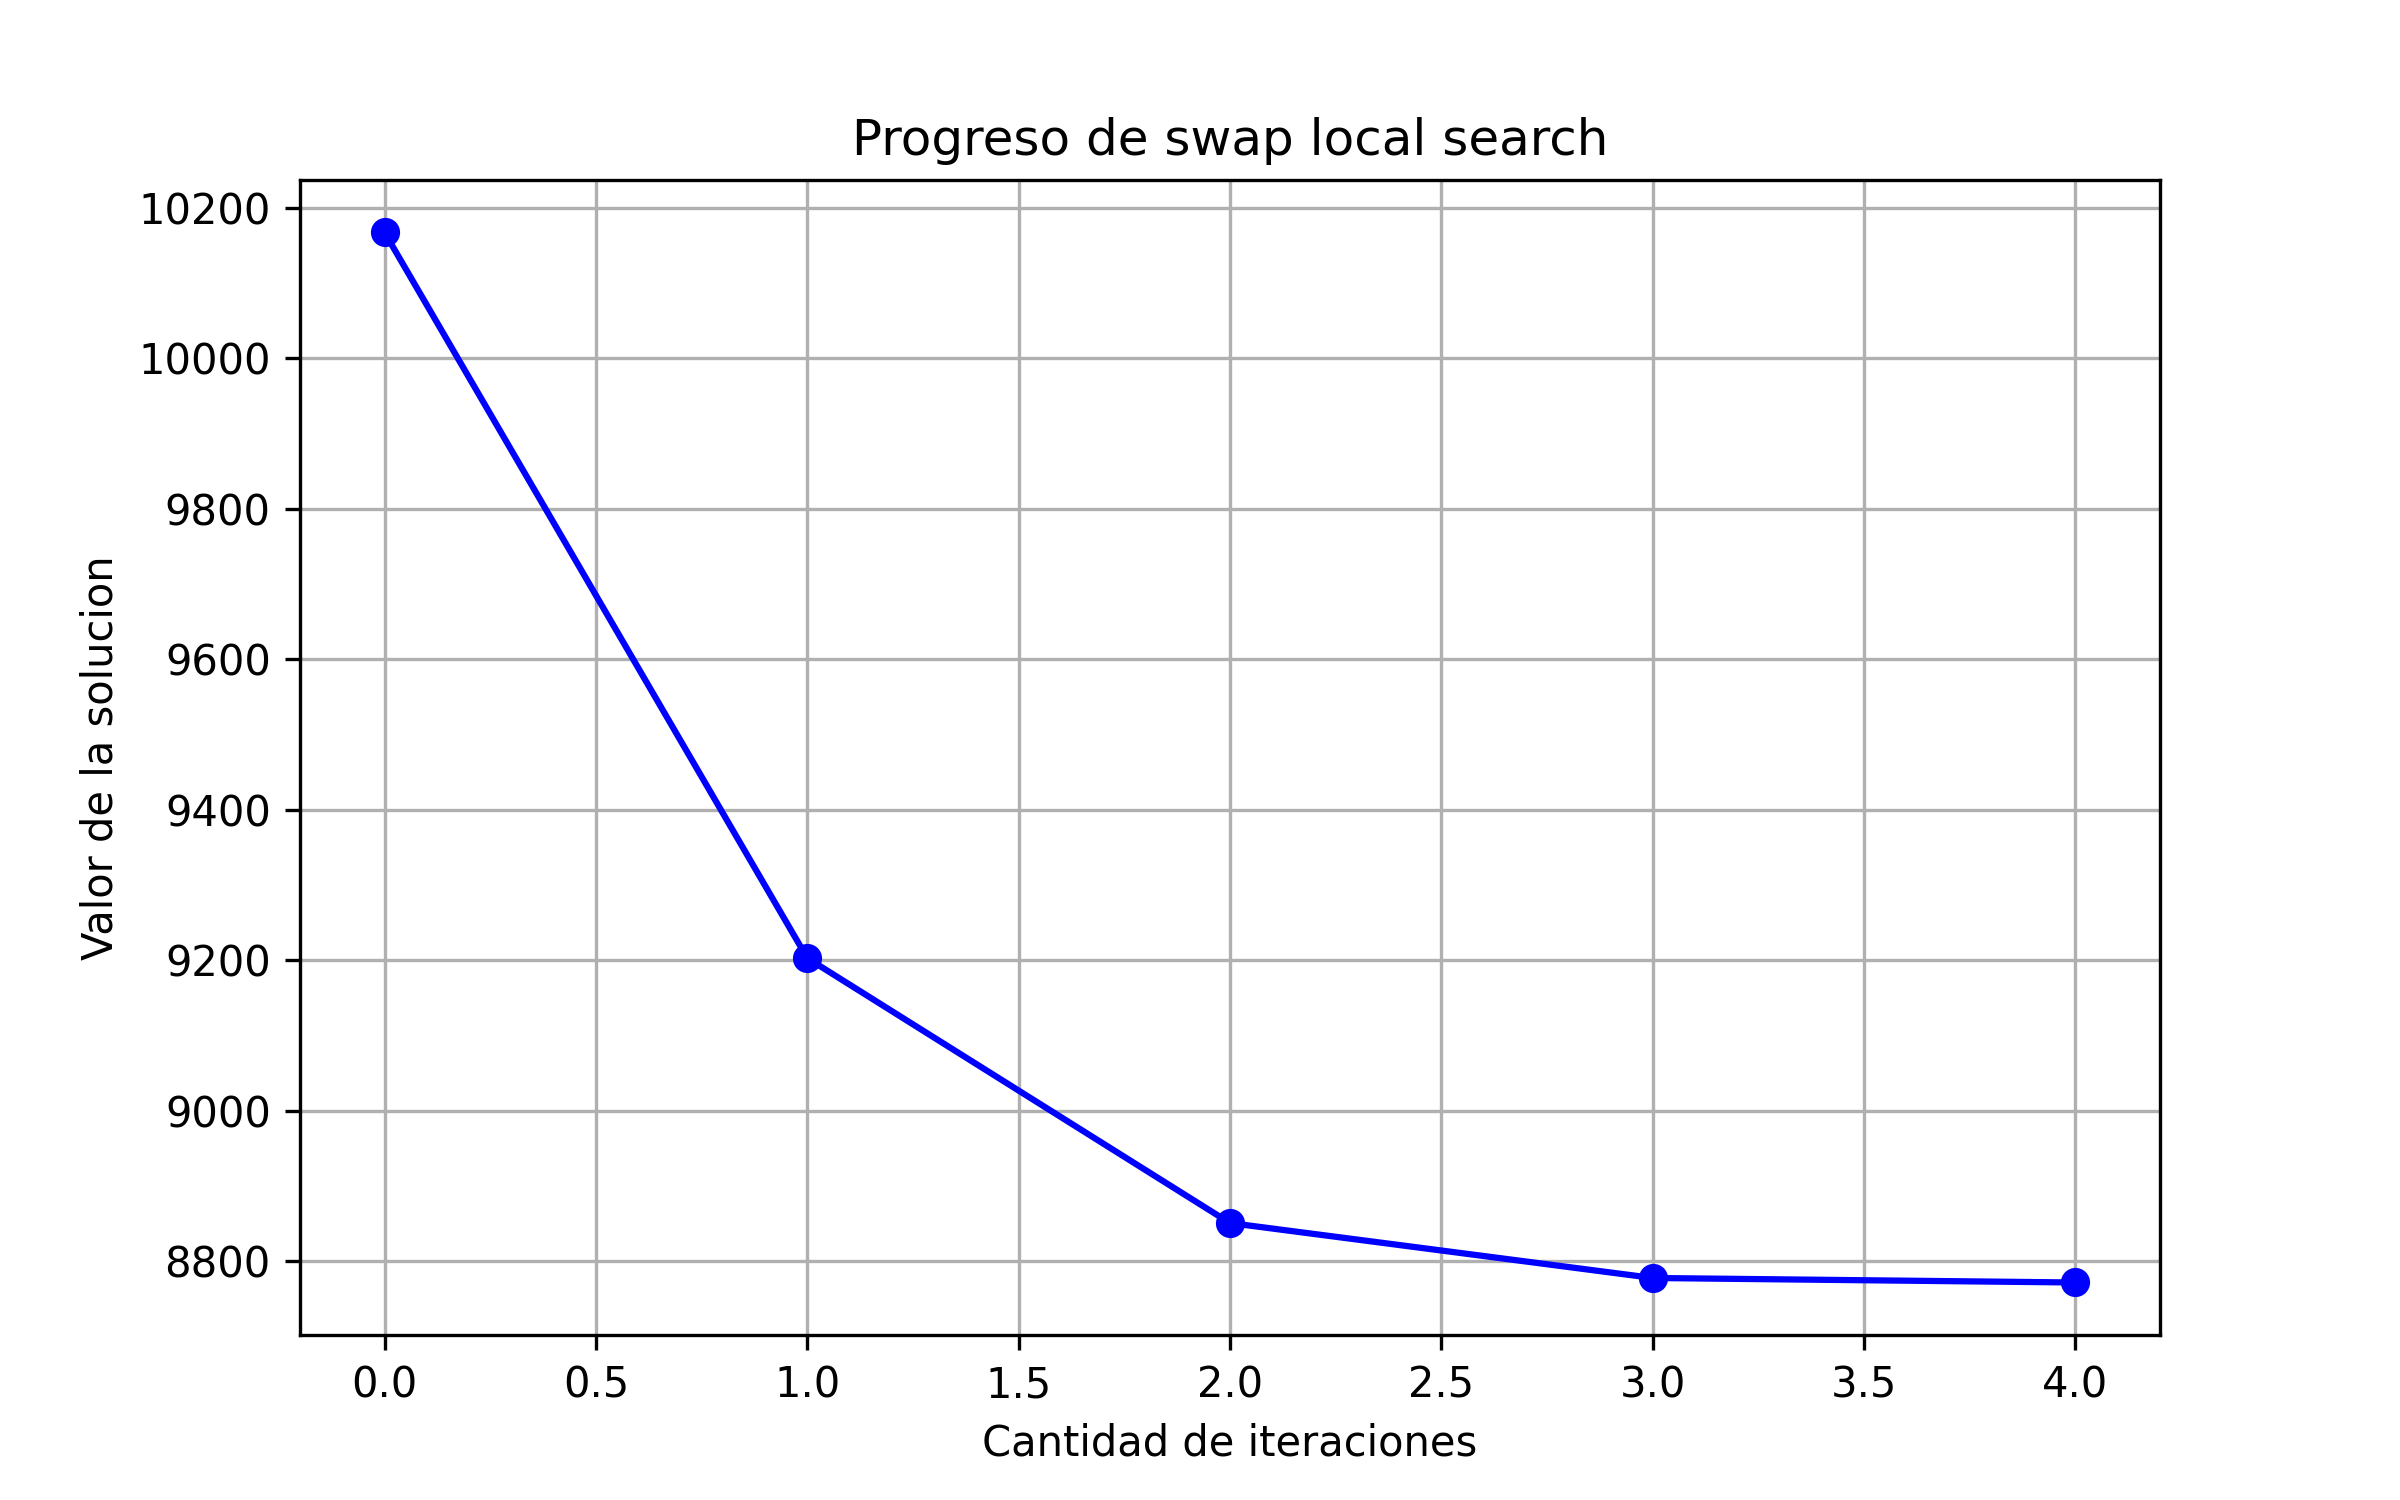 Progreso de swap local search
10200
10000
9800
9600
9400
9200
9000
8800
Valor de la solucion
0.0 0.5 1.0 1.5 2.0 2.5 3.0 3.5 4.0
Cantidad de iteraciones